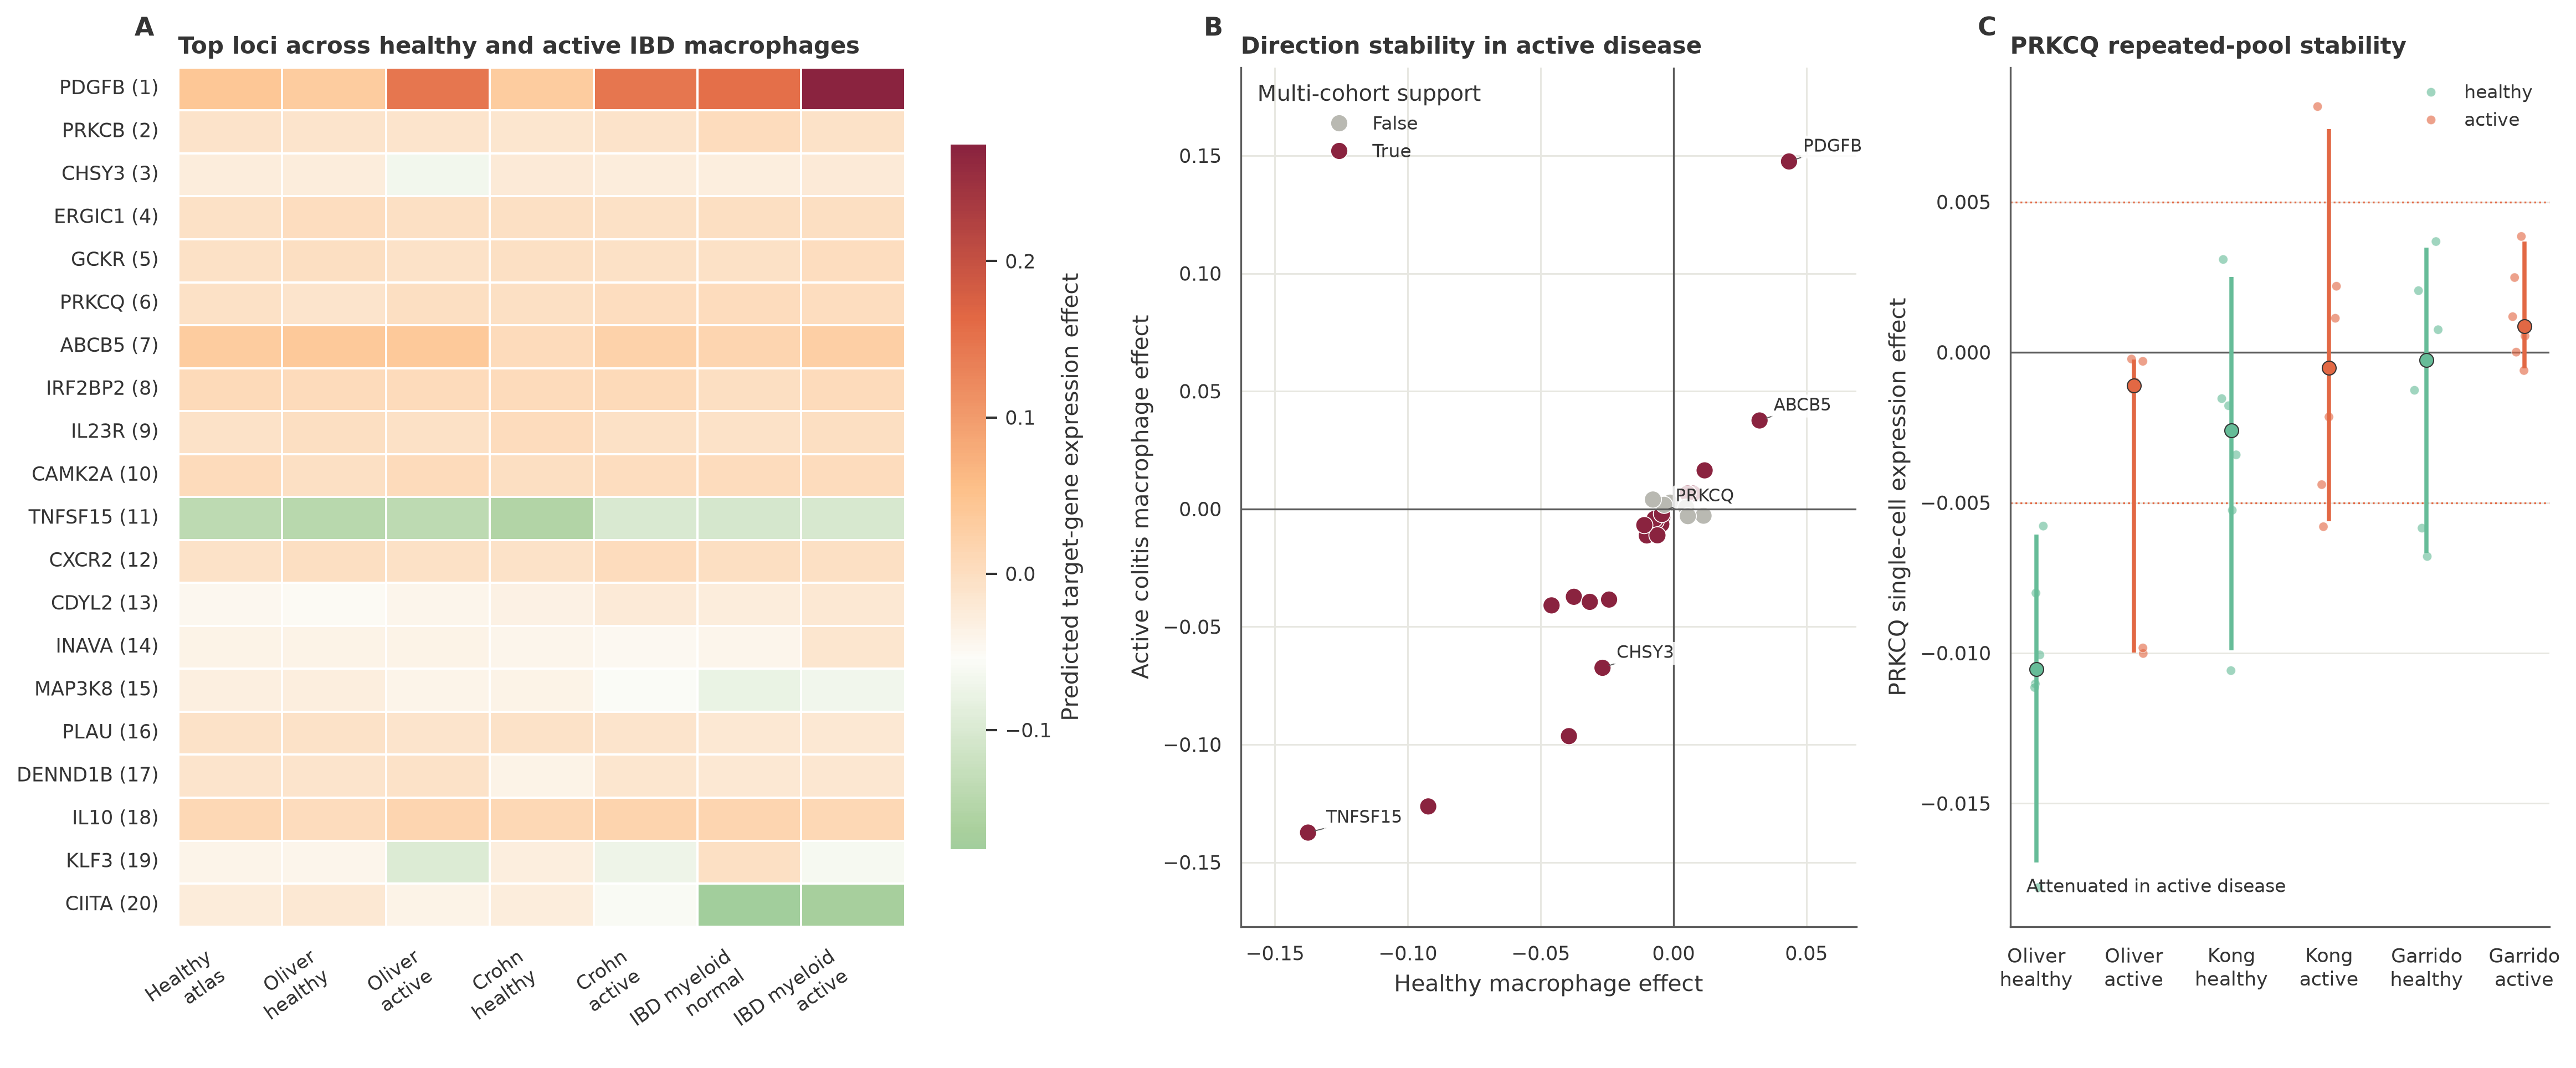 A
Top loci across healthy and active IBD macrophages
PDGFB (1)
PRKCB (2)
CHSY3 (3)
ERGIC1 (4)
GCKR (5)
PRKCQ (6)
ABCB5 (7)
IRF2BP2 (8)
IL23R (9)
CAMK2A (10)
TNFSF15 (11)
CXCR2 (12)
CDYL2 (13)
INAVA (14)
MAP3K8 (15)
PLAU (16)
DENND1B (17)
IL10 (18)
KLF3 (19)
CIITA (20)
Healthy
atlas
Oliver
healthy
Oliver
active
Crohn
healthy
Crohn
active
IBD myeloid
normal
IBD myeloid
active
0.2
0.1
0.0
−0.1
Predicted target-gene expression effect
B
Direction stability in active disease
Multi-cohort support
False
True
PDGFB
ABCB5
PRKCQ
CHSY3
TNFSF15
0.15
0.10
0.05
0.00
−0.05
−0.10
−0.15
Active colitis macrophage effect
−0.15
−0.10
−0.05
0.00
0.05
Healthy macrophage effect
C
PRKCQ repeated-pool stability
healthy
active
0.005
0.000
−0.005
−0.010
−0.015
PRKCQ single-cell expression effect
Attenuated in active disease
Oliver
healthy
Oliver
active
Kong
healthy
Kong
active
Garrido
healthy
Garrido
active